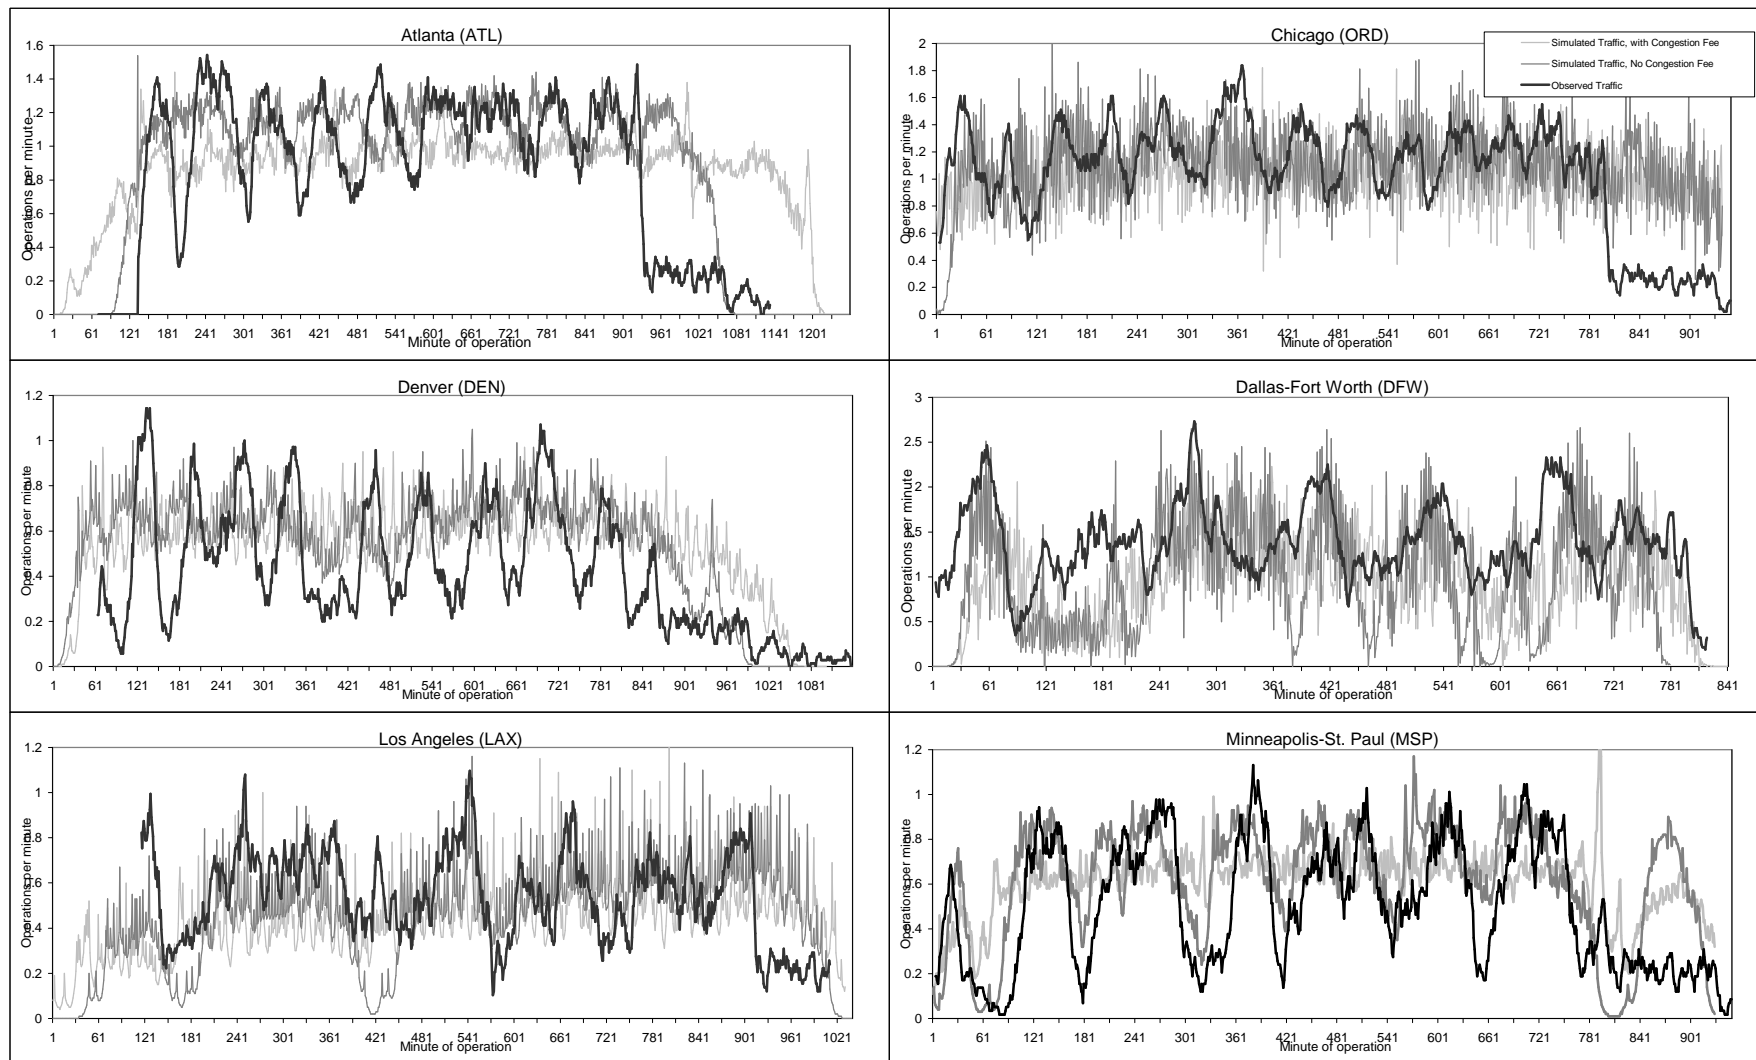 Atlanta (ATL)
Operations per minute
1.6
1.4
1.2
1
0.8
0.6
0.4
0.2
0
1 61 121 181 241 301 361 421 481 541 601 661 721 781 841 901 961 1021 1081 1141 1201
Minute of operation
Chicago (ORD)
Simulated Traffic, with Congestion Fee
Simulated Traffic, No Congestion Fee
Observed Traffic
Operations per minute
2
1.8
1.6
1.4
1.2
1
0.8
0.6
0.4
0.2
0
1 61 121 181 241 301 361 421 481 541 601 661 721 781 841 901
Minute of operation
Denver (DEN)
Operations per minute
1.2
1
0.8
0.6
0.4
0.2
0
1 61 121 181 241 301 361 421 481 541 601 661 721 781 841 901 961 1021 1081
Minute of operation
Dallas-Fort Worth (DFW)
Operations per minute
3
2.5
2
1.5
1
0.5
0
1 61 121 181 241 301 361 421 481 541 601 661 721 781 841
Minute of operation
Los Angeles (LAX)
Operations per minute
1.2
1
0.8
0.6
0.4
0.2
0
1 61 121 181 241 301 361 421 481 541 601 661 721 781 841 901 961 1021
Minute of operation
Minneapolis-St. Paul (MSP)
Operations per minute
1.2
1
0.8
0.6
0.4
0.2
0
1 61 121 181 241 301 361 421 481 541 601 661 721 781 841 901
Minute of operation